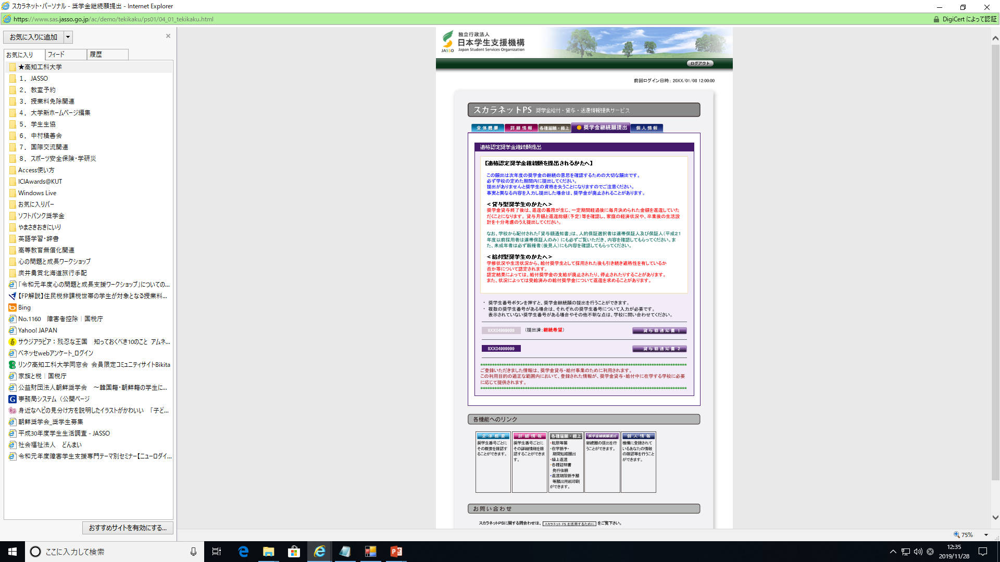 スカラネット・パーソナル - 奨学金継続願提出 - Internet Explorer
https://www.sas.jasso.go.jp/ac/demo/tekikaku/ps01/04_01_tekikaku.html
DigiCert によって認証
お気に入りに追加
お気に入り
フィード
履歴
★高知工科大学
1．JASSO
2．教室予約
3．授業料免除関連
4．大学新ホームページ編集
5．学生生協
6．中村積善会
7．国際交流関連
8．スポーツ安全保険・学研災
Access使い方
ICIAwards@KUT
Windows Live
お気に入りバー
ソフトバンク奨学金
やまさきおきにいり
英語学習・辞書
高等教育無償化関連
心の問題と成長ワークショップ
廣井勇賞北海道旅行手配
「令和元年度心の問題と成長支援ワークショップ」についての...
【FP解説】住民税非課税世帯の学生が対象となる授業料...
Bing
No.1160　障害者控除｜国税庁
Yahoo! JAPAN
サウジアラビア：残忍な王国　知っておくべき10のこと アムネ...
ベネッセwebアンケート_ログイン
リンク高知工科大学同窓会 会員限定コミュニティサイトBikita
家族と税｜国税庁
公益財団法人朝鮮奨学会　～韓国籍・朝鮮籍の学生に...
事務局システム（公開ページ
身近なヘビの見分け方を説明したイラストがかわいい　「子ど...
朝鮮奨学会_奨学生募集
平成30年度学生生活調査 - JASSO
社会福祉法人　どんまい
令和元年度障害学生支援専門テーマ別セミナー【ニューロダイ...
おすすめサイトを有効にする...
JASSO
独立行政法人
日本学生支援機構
Japan Student Services Organization
ログアウト
前回ログイン日時： 20XX/01/08 12:00:00
スカラネットPS 奨学金給付・貸与・返還情報提供サービス
全体概要
詳細情報
各種届願・繰上
奨学金継続願提出
個人情報
適格認定奨学金継続願提出
【適格認定奨学金継続願を提出されるかたへ】
この願出は次年度の奨学金の継続の意思を確認するための大切な願出です。
必ず学校の定めた期間内に提出してください。
提出がありませんと奨学生の資格を失うことになりますのでご注意ください。
事実と異なる内容を入力し提出した場合は、奨学金が廃止されることがあります。
＜貸与型奨学生のかたへ＞
奨学金貸与終了後は、返還の義務が生じ、一定期間経過後に毎月決められた金額を返還していた
だくことになります。貸与月額と返還総額（予定）等を確認し、家庭の経済状況や、卒業後の生活設
計を十分考慮のうえ提出してください。
なお、学校から配付された「貸与額通知書」は、人的保証選択者は連帯保証人及び保証人（平成21
年度以前採用者は連帯保証人のみ）にも必ずご覧いただき、内容を確認してもらってください。ま
た、未成年者は必ず親権者（後見人）にも内容を確認してもらってください。
＜給付型奨学生のかたへ＞
学修状況や生活状況から、給付奨学生として採用された後も引き続き適格性を有しているか
否か等について認定されます。
認定結果によっては、給付奨学金の支給が廃止されたり、停止されたりすることがあります。
また、状況によっては受給済みの給付奨学金について返還を求めることがあります。
・ 奨学生番号ボタンを押すと、奨学金継続願の提出を行うことができます。
・ 複数の奨学生番号がある場合は、それぞれの奨学生番号について入力が必要です。
表示されていない奨学生番号がある場合やその他不明な点は、学校に問い合わせてください。
6XX04999999
（提出済：継続希望）
貸与額通知書 1
8XX04999999
貸与額通知書 2
ご登録いただきました情報は、奨学金貸与・給付事業のために利用されます。
この利用目的の適正な範囲内において、登録された情報が、奨学金貸与・給付中に在学する学校に必要
に応じて提供されます。
各機能へのリンク
全体概要
奨学生番号ごとに
その概要を確認す
ることができます。
詳細情報
奨学生番号ごとに
その詳細情報を確
認することができま
す。
各種届願・繰上
・転居等届
・在学猶予・
期間短縮願出
・繰上返還
・各種証明書
発行依頼
・返還期限猶予願
等願出用紙印刷
ができます。
奨学金継続願提出
継続願の提出を行
うことができます。
個人情報
機構に登録されて
いるあなたの情報
の確認等を行うこと
ができます。
お問い合わせ
スカラネットPSに関する問合わせは、 スカラネット PS を活用するために をご覧下さい。
75%
ここに入力して検索
12:35
2019/11/28